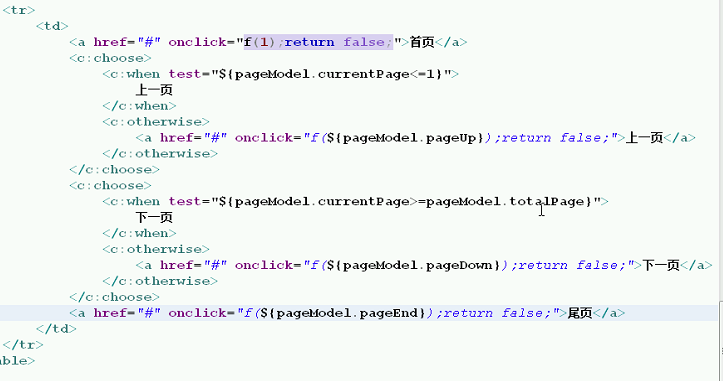 <tr>
<td>
<a href="#" onclick="f(1);return false;">首页</a>
<c:choose>
<c:when test="${pageModel.currentPage<=1}">
上一页
</c:when>
<c:otherwise>
<a href="#" onclick="f(${pageModel.pageUp});return false;">上一页</a>
</c:otherwise>
</c:choose>
<c:choose>
<c:when test="${pageModel.currentPage>=pageModel.totalPage}">
下一页
</c:when>
<c:otherwise>
<a href="#" onclick="f(${pageModel.pageDown});return false;">下一页</a>
</c:otherwise>
</c:choose>
<a href="#" onclick="f(${pageModel.pageEnd});return false;">尾页</a>
</td>
</tr>
able>